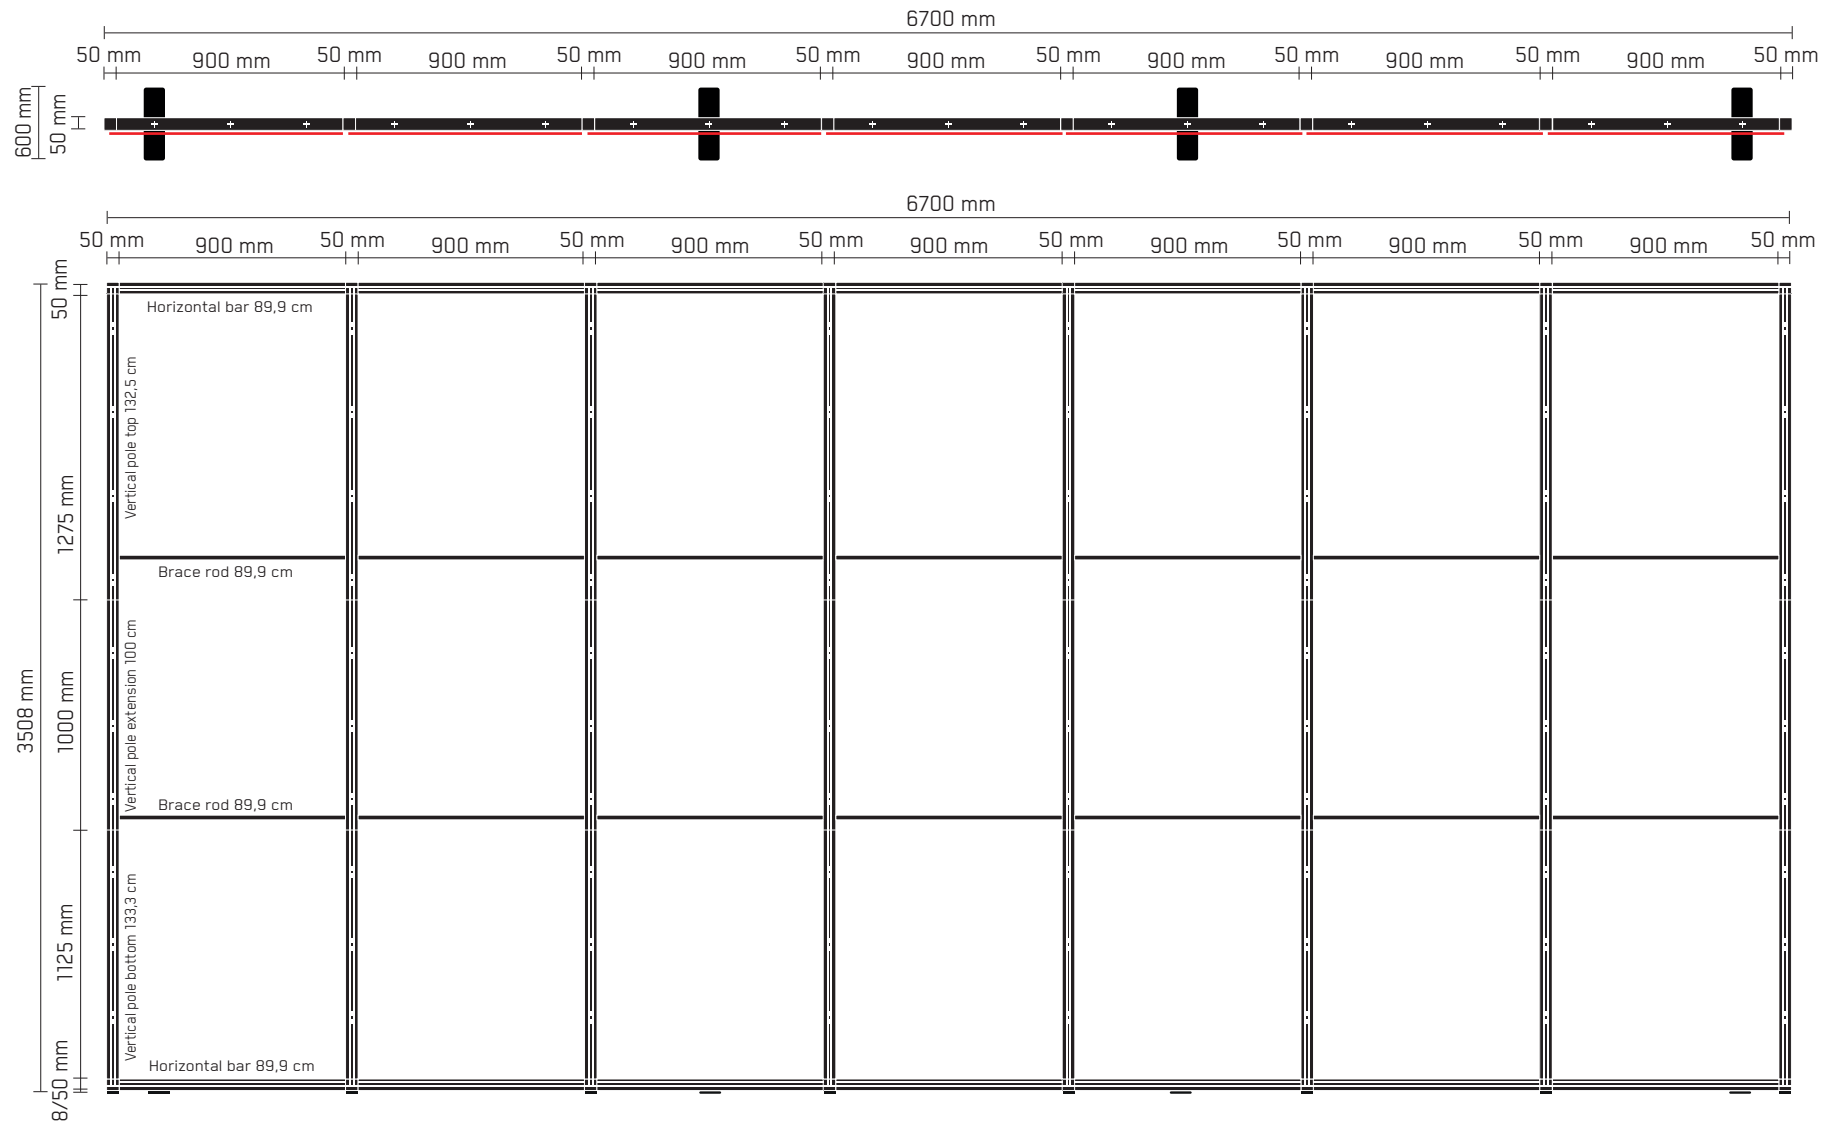 6700 mm
50 mm 900 mm 50 mm 900 mm 50 mm 900 mm 50 mm 900 mm 50 mm 900 mm 50 mm 900 mm 50 mm 900 mm 50 mm
600 mm
50 mm
6700 mm
50 mm 900 mm 50 mm 900 mm 50 mm 900 mm 50 mm 900 mm 50 mm 900 mm 50 mm 900 mm 50 mm 900 mm 50 mm
50 mm
Horizontal bar 89,9 cm
Vertical pole top 132,5 cm
1275 mm
Brace rod 89,9 cm
3508 mm
1000 mm
Vertical pole extension 100 cm
Brace rod 89,9 cm
1125 mm
Vertical pole bottom 133,3 cm
Horizontal bar 89,9 cm
8/50 mm